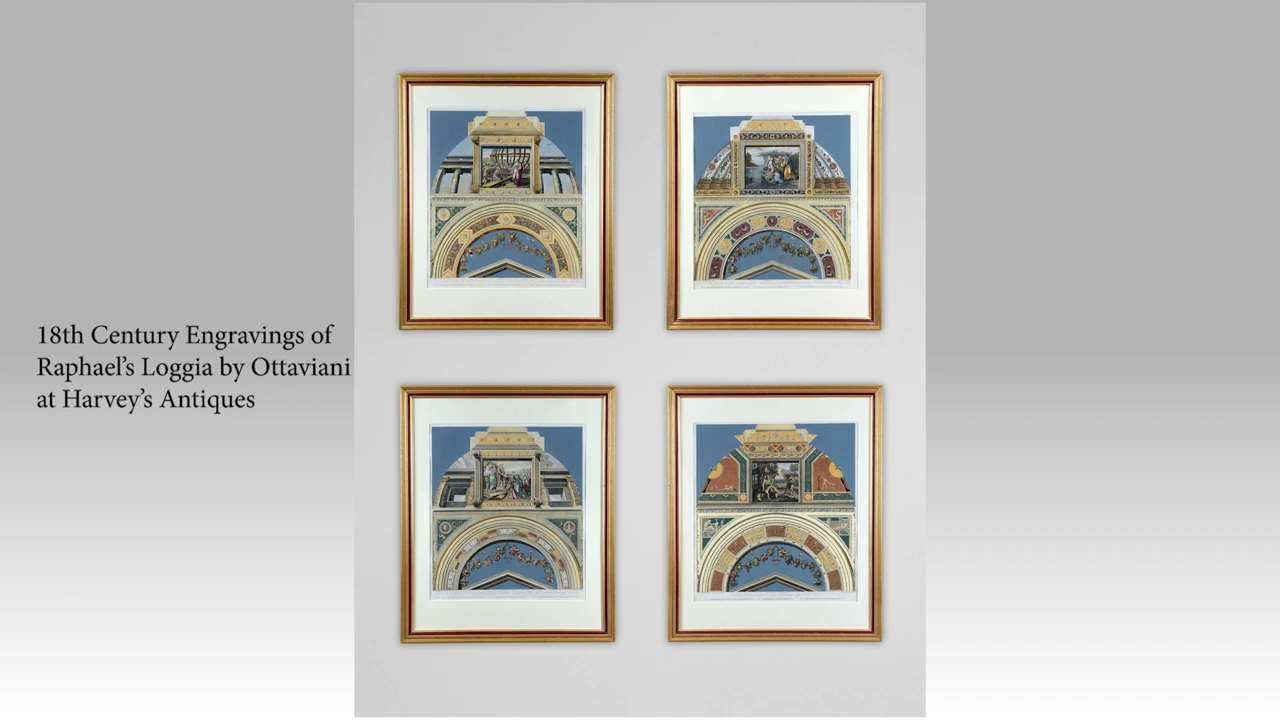 18th Century Engravings of
Raphael’s Loggia by Ottaviani
at Harvey’s Antiques